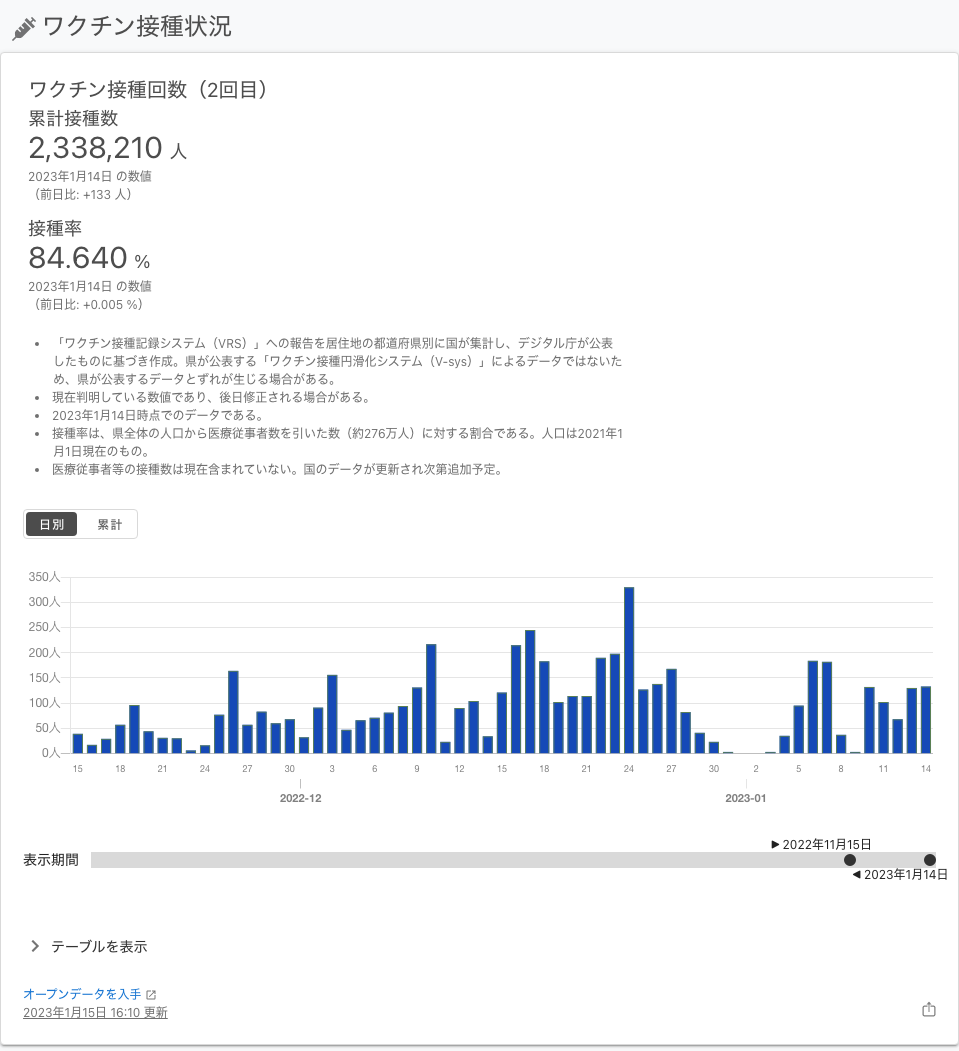 ワクチン接種状況
ワクチン接種回数（2回目）
累計接種数
2,338,210 人
2023年1月14日 の数値
（前日比: +133 人）
接種率
84.640 %
2023年1月14日 の数値
（前日比: +0.005 %）
「ワクチン接種記録システム（VRS）」への報告を居住地の都道府県別に国が集計し、デジタル庁が公表
したものに基づき作成。県が公表する「ワクチン接種円滑化システム（V-sys）」によるデータではないた
め、県が公表するデータとずれが生じる場合がある。
現在判明している数値であり、後日修正される場合がある。
2023年1月14日時点でのデータである。
接種率は、県全体の人口から医療従事者数を引いた数（約276万人）に対する割合である。人口は2021年1
月1日現在のもの。
医療従事者等の接種数は現在含まれていない。国のデータが更新され次第追加予定。
日別 累計
350人
300人
250人
200人
150人
100人
50人
0人
15 18 21 24 27 30 3 6 9 12 15 18 21 24 27 30 2 5 8 11 14
2022-12 2023-01
▶ 2022年11月15日
表示期間
◀ 2023年1月14日
テーブルを表示
オープンデータを入手
2023年1月15日 16:10 更新